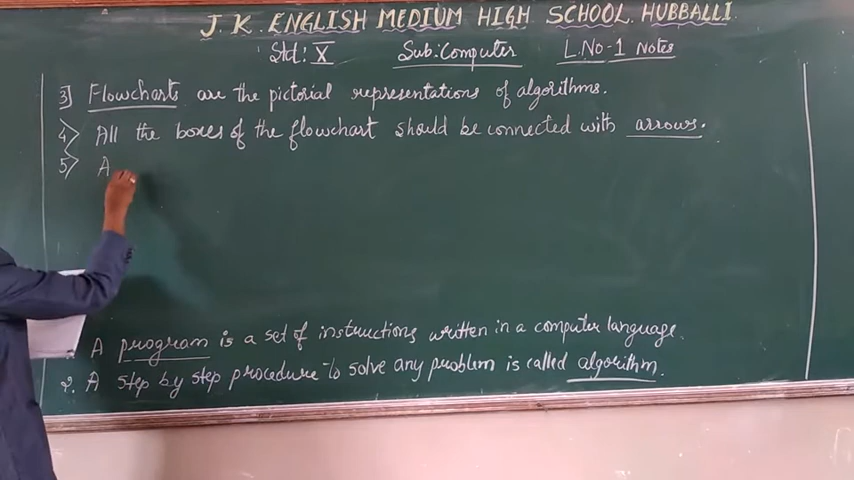 J. K. ENGLISH MEDIUM HIGH SCHOOL. HUBBALLI.
Std: X Sub: Computer L.No-1 Notes
3] Flowcharts are the pictorial representations of algorithms.
4> All the boxes of the flowchart should be connected with arrows.
5> A
A program is a set of instructions written in a computer language.
2. A step by step procedure to solve any problem is called algorithm.